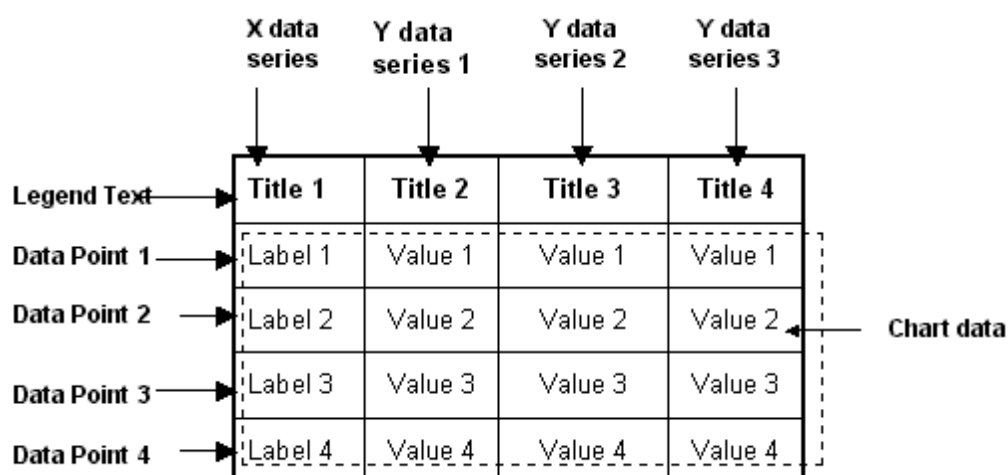 X data series Y data series 1 Y data series 2 Y data series 3
Legend Text Title 1 Title 2 Title 3 Title 4
Data Point 1 Label 1 Value 1 Value 1 Value 1
Data Point 2 Label 2 Value 2 Value 2 Value 2 Chart data
Data Point 3 Label 3 Value 3 Value 3 Value 3
Data Point 4 Label 4 Value 4 Value 4 Value 4